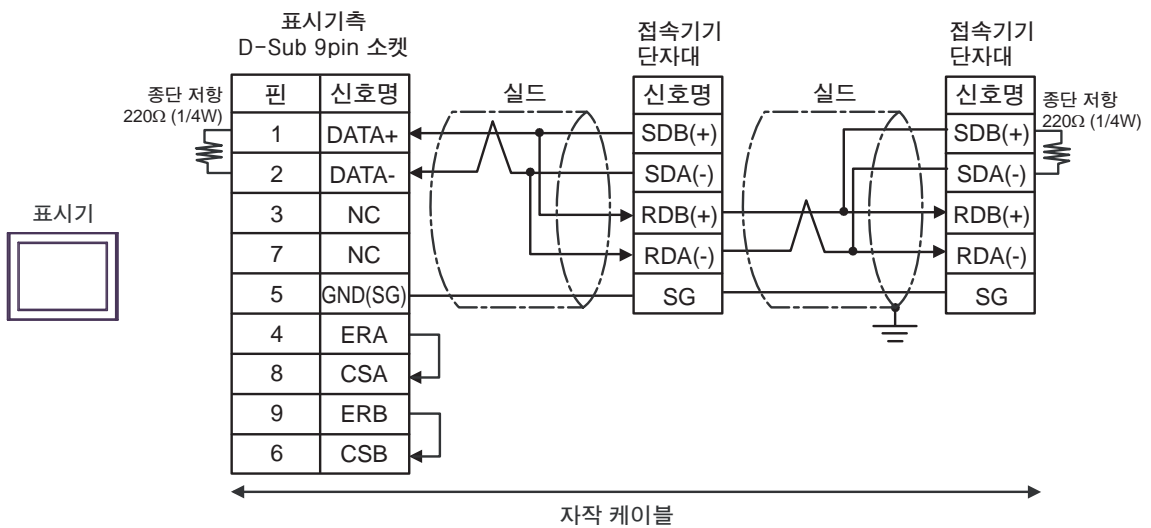 표시기측
D-Sub 9pin 소켓
접속기기
단자대
접속기기
단자대
종단 저항
220Ω (1/4W)
핀 신호명
실드
신호명
실드
신호명
종단 저항
220Ω (1/4W)
1 DATA+
SDB(+)
SDB(+)
2 DATA-
SDA(-)
SDA(-)
표시기
3 NC
RDB(+)
RDB(+)
7 NC
RDA(-)
RDA(-)
5 GND(SG)
SG
SG
4 ERA
8 CSA
9 ERB
6 CSB
자작 케이블